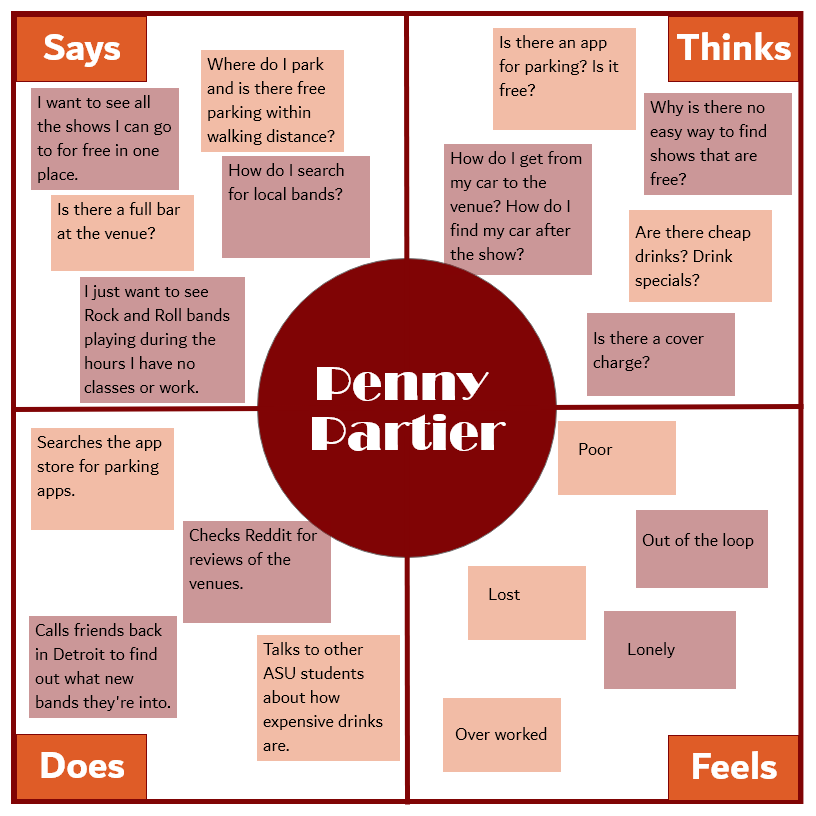 Says
Where do I park
and is there free
parking within
walking distance?
I want to see all
the shows I can go
to for free in one
place.
How do I search
for local bands?
Is there a full bar
at the venue?
I just want to see
Rock and Roll bands
playing during the
hours I have no
classes or work.
Thinks
Is there an app
for parking? Is it
free?
Why is there no
easy way to find
shows that are
free?
How do I get from
my car to the
venue? How do I
find my car after
the show?
Are there cheap
drinks? Drink
specials?
Is there a cover
charge?
Penny
Partier
Searches the app
store for parking
apps.
Checks Reddit for
reviews of the
venues.
Calls friends back
in Detroit to find
out what new
bands they're into.
Talks to other
ASU students
about how
expensive drinks
are.
Does
Poor
Out of the loop
Lost
Lonely
Over worked
Feels